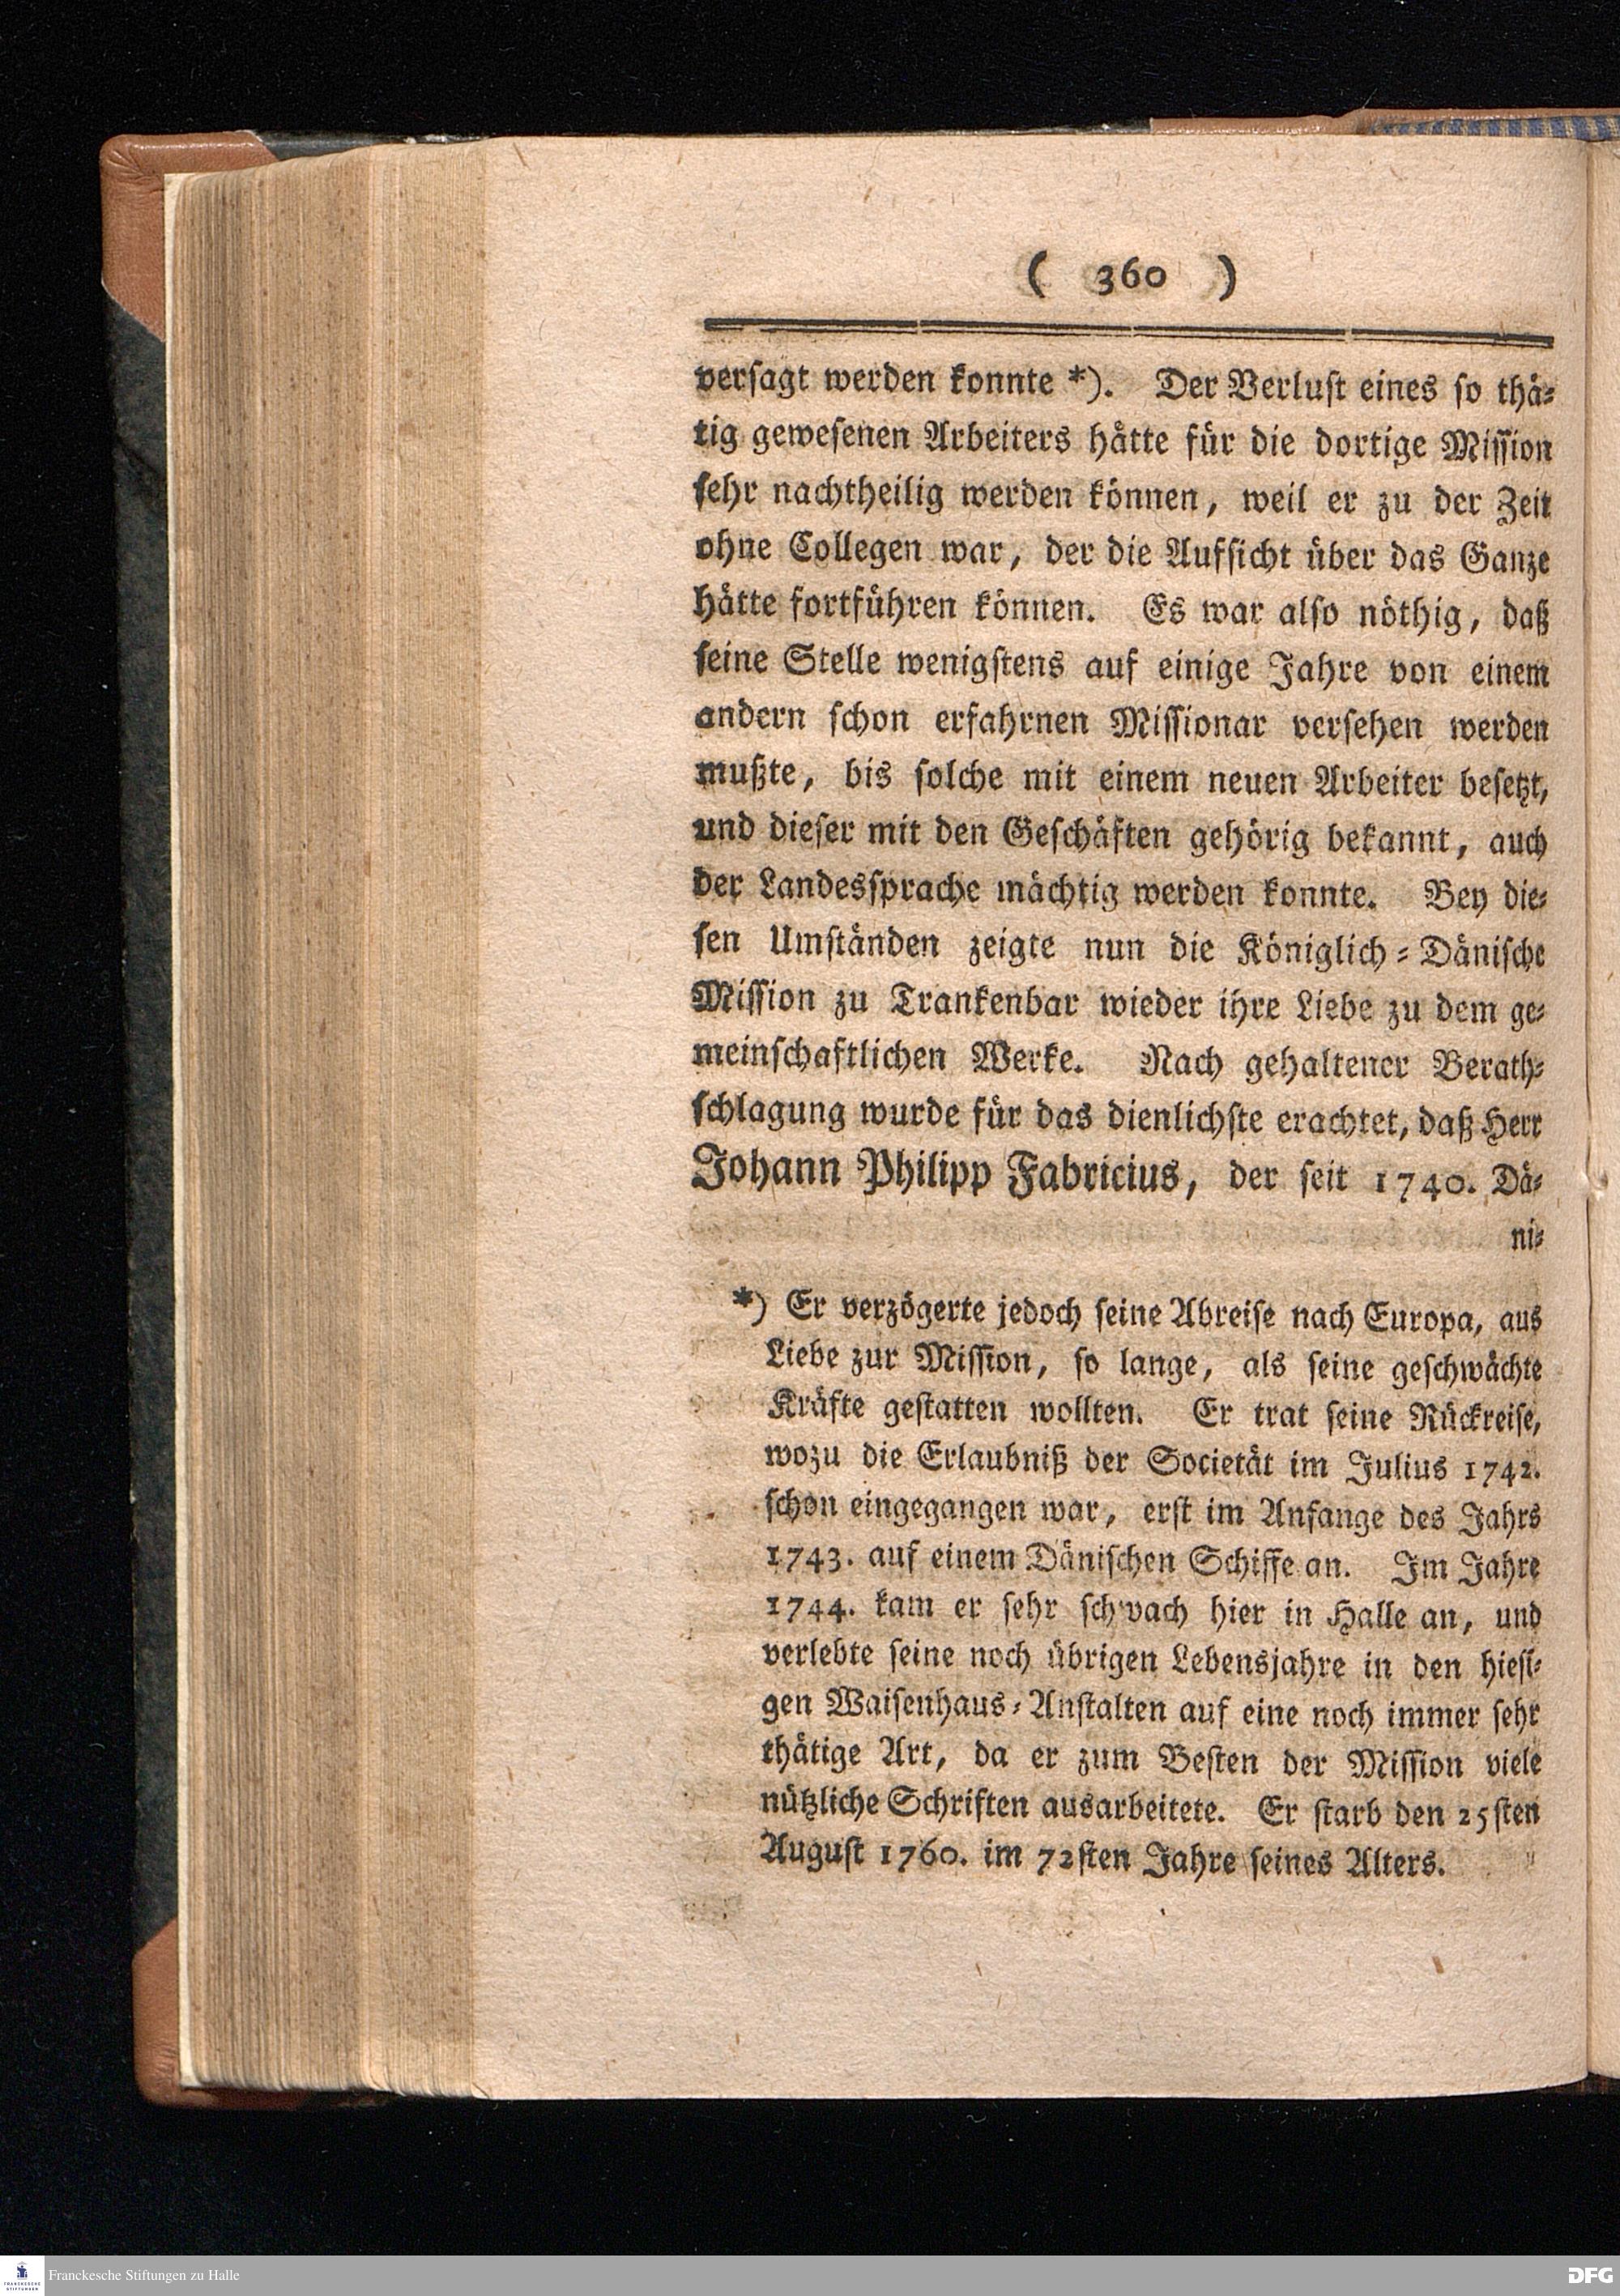 ( 360 )
versagt werden konnte *). Der Verlust eines so thä-
tig gewesenen Arbeiters hätte für die dortige Mission
sehr nachtheilig werden können, weil er zu der Zeit
ohne Collegen war, der die Aufsicht über das Ganze
hätte fortführen können. Es war also nöthig, daß
seine Stelle wenigstens auf einige Jahre von einem
andern schon erfahrnen Missionar versehen werden
mußte, bis solche mit einem neuen Arbeiter besetzt,
und dieser mit den Geschäften gehörig bekannt, auch
der Landessprache mächtig werden konnte. Bey die-
sen Umständen zeigte nun die Königlich-Dänische
Mission zu Trankenbar wieder ihre Liebe zu dem ge-
meinschaftlichen Werke. Nach gehaltener Berath-
schlagung wurde für das dienlichste erachtet, daß Herr
Johann Philipp Fabricius, der seit 1740. Dä-
ni-
*) Er verzögerte jedoch seine Abreise nach Europa, aus
Liebe zur Mission, so lange, als seine geschwächte
Kräfte gestatten wollten. Er trat seine Rückreise,
wozu die Erlaubniß der Societät im Julius 1742.
schon eingegangen war, erst im Anfange des Jahrs
1743. auf einem Dänischen Schiffe an. Im Jahre
1744. kam er sehr schwach hier in Halle an, und
verlebte seine noch übrigen Lebensjahre in den hiesi-
gen Waisenhaus-Anstalten auf eine noch immer sehr
thätige Art, da er zum Besten der Mission viele
nützliche Schriften ausarbeitete. Er starb den 25sten
August 1760. im 72sten Jahre seines Alters.
FRANCKESCHE
STIFTUNGEN
Franckesche Stiftungen zu Halle
DFG